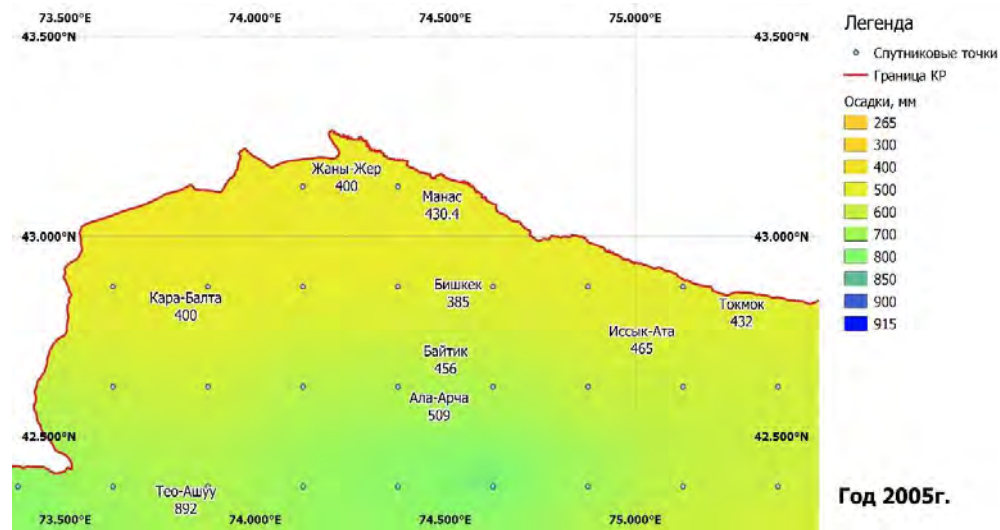 73.500°E 74.000°E 74.500°E 75.000°E
43.500°N 43.500°N
Легенда
Спутниковые точки
Граница КР
Осадки, мм
265
300
400
500
600
700
800
850
900
915
Жаны-Жер
400
Манас
430.4
43.000°N 43.000°N
Бишкек
385
Кара-Балта
400
Токмок
432
Иссык-Ата
465
Байтик
456
Ала-Арча
509
42.500°N 42.500°N
Тео-Ашуу
892
Год 2005г.
73.500°E 74.000°E 74.500°E 75.000°E